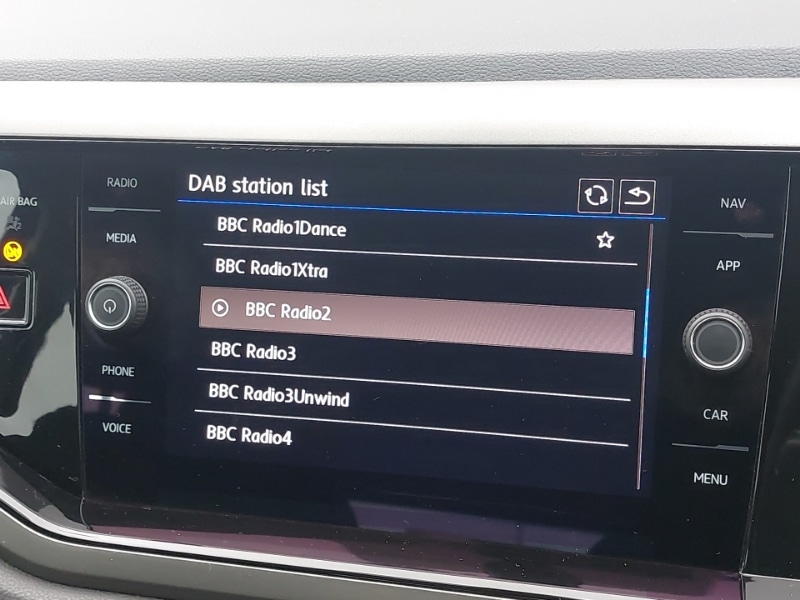 AIR BAG
RADIO
MEDIA
PHONE
VOICE
DAB station list
BBC Radio1Dance
BBC Radio1Xtra
BBC Radio2
BBC Radio3
BBC Radio3Unwind
BBC Radio4
NAV
APP
CAR
MENU